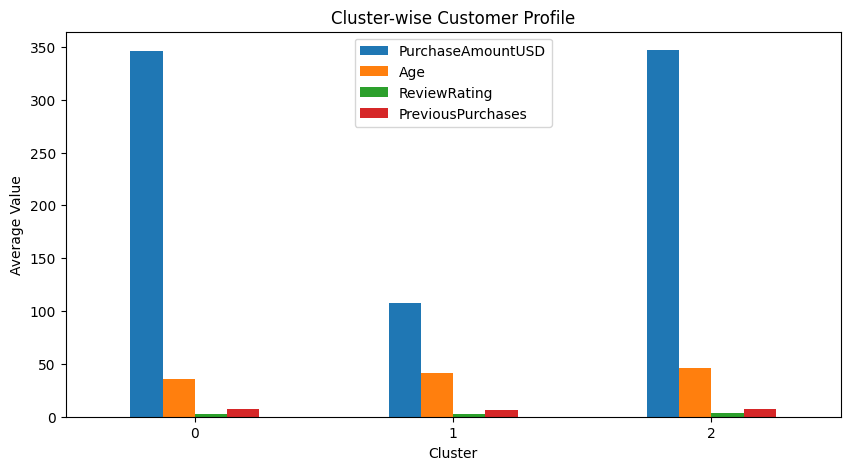 Cluster-wise Customer Profile
PurchaseAmountUSD
Age
ReviewRating
PreviousPurchases
350
300
250
200
150
100
50
0
Average Value
0 1 2
Cluster